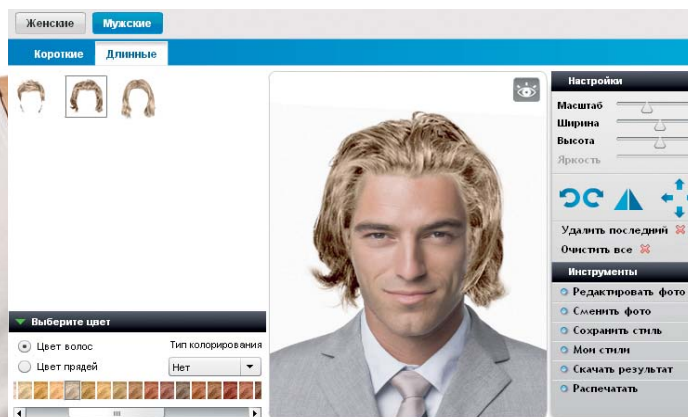 Женские Мужские
Короткие Длинные
Настройки
Масштаб
Ширина
Высота
Яркость
Удалить последний
Очистить все
Инструменты
Редактировать фото
Сменить фото
Сохранить стиль
Мои стили
Скачать результат
Распечатать
Выберите цвет
Цвет волос Тип колорирования
Цвет прядей Нет